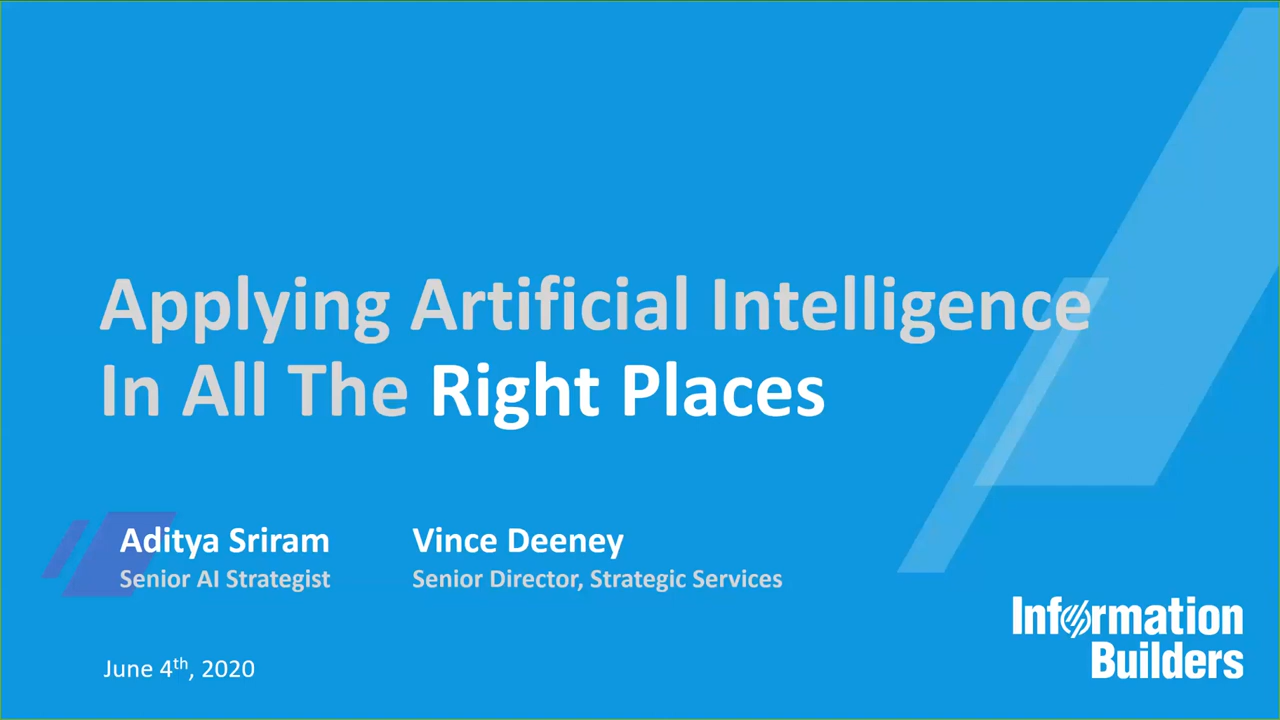 Applying Artificial Intelligence
In All The Right Places
Aditya Sriram
Senior AI Strategist
Vince Deeney
Senior Director, Strategic Services
June 4th, 2020
Information
Builders